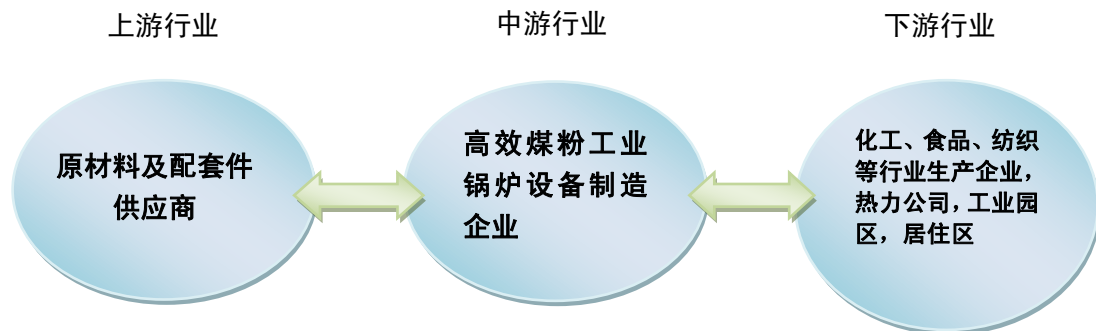 上游行业
中游行业
下游行业
原材料及配套件
供应商
高效煤粉工业
锅炉设备制造
企业
化工、食品、纺织
等行业生产企业，
热力公司，工业园
区，居住区